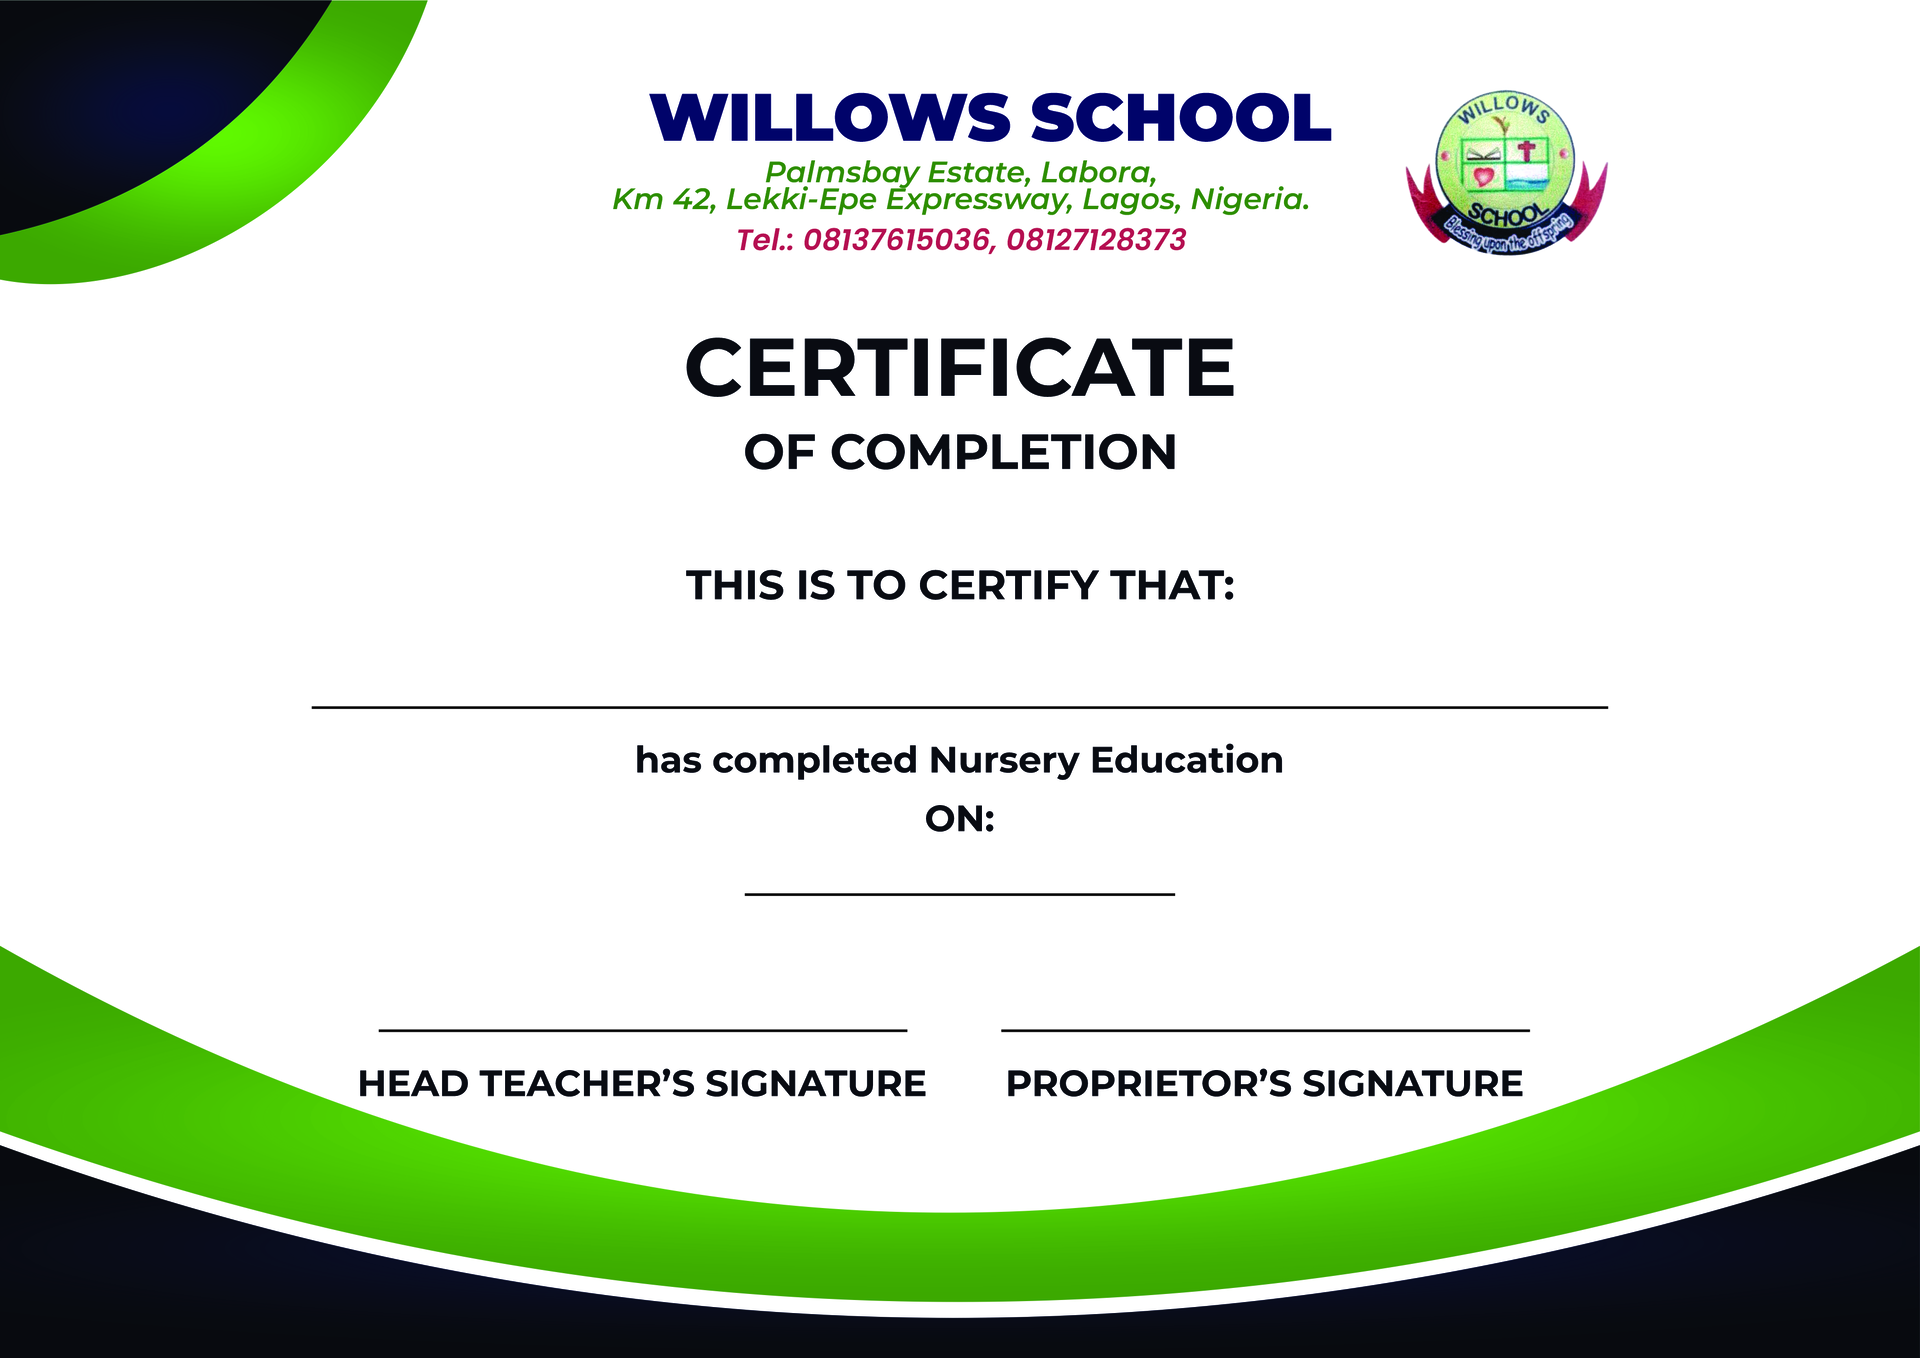 WILLOWS SCHOOL
Palmsbay Estate, Labora,
Km 42, Lekki-Epe Expressway, Lagos, Nigeria.
Tel.: 08137615036, 08127128373
WILLOWS
SCHOOL
Blessing upon the offspring
CERTIFICATE
OF COMPLETION
THIS IS TO CERTIFY THAT:
has completed Nursery Education
ON:
HEAD TEACHER’S SIGNATURE
PROPRIETOR’S SIGNATURE